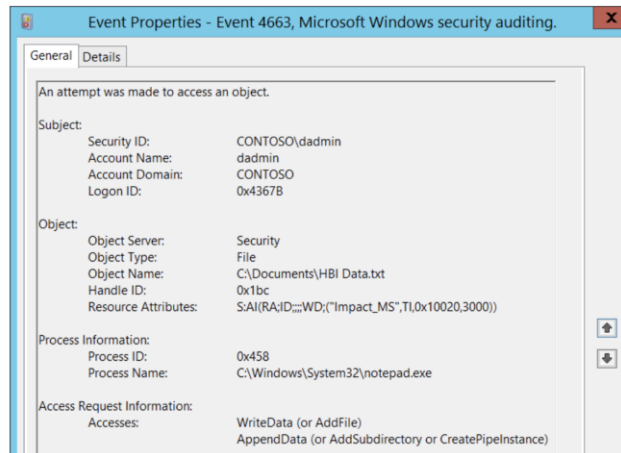 Event Properties - Event 4663, Microsoft Windows security auditing.
General Details
An attempt was made to access an object.
Subject:
Security ID: CONTOSO\dadmin
Account Name: dadmin
Account Domain: CONTOSO
Logon ID: 0x4367B
Object:
Object Server: Security
Object Type: File
Object Name: C:\Documents\HBI Data.txt
Handle ID: 0x1bc
Resource Attributes: S:AI(RA;ID;;;;WD;("Impact_MS",TI,0x10020,3000))
Process Information:
Process ID: 0x458
Process Name: C:\Windows\System32\notepad.exe
Access Request Information:
Accesses: WriteData (or AddFile)
AppendData (or AddSubdirectory or CreatePipeInstance)